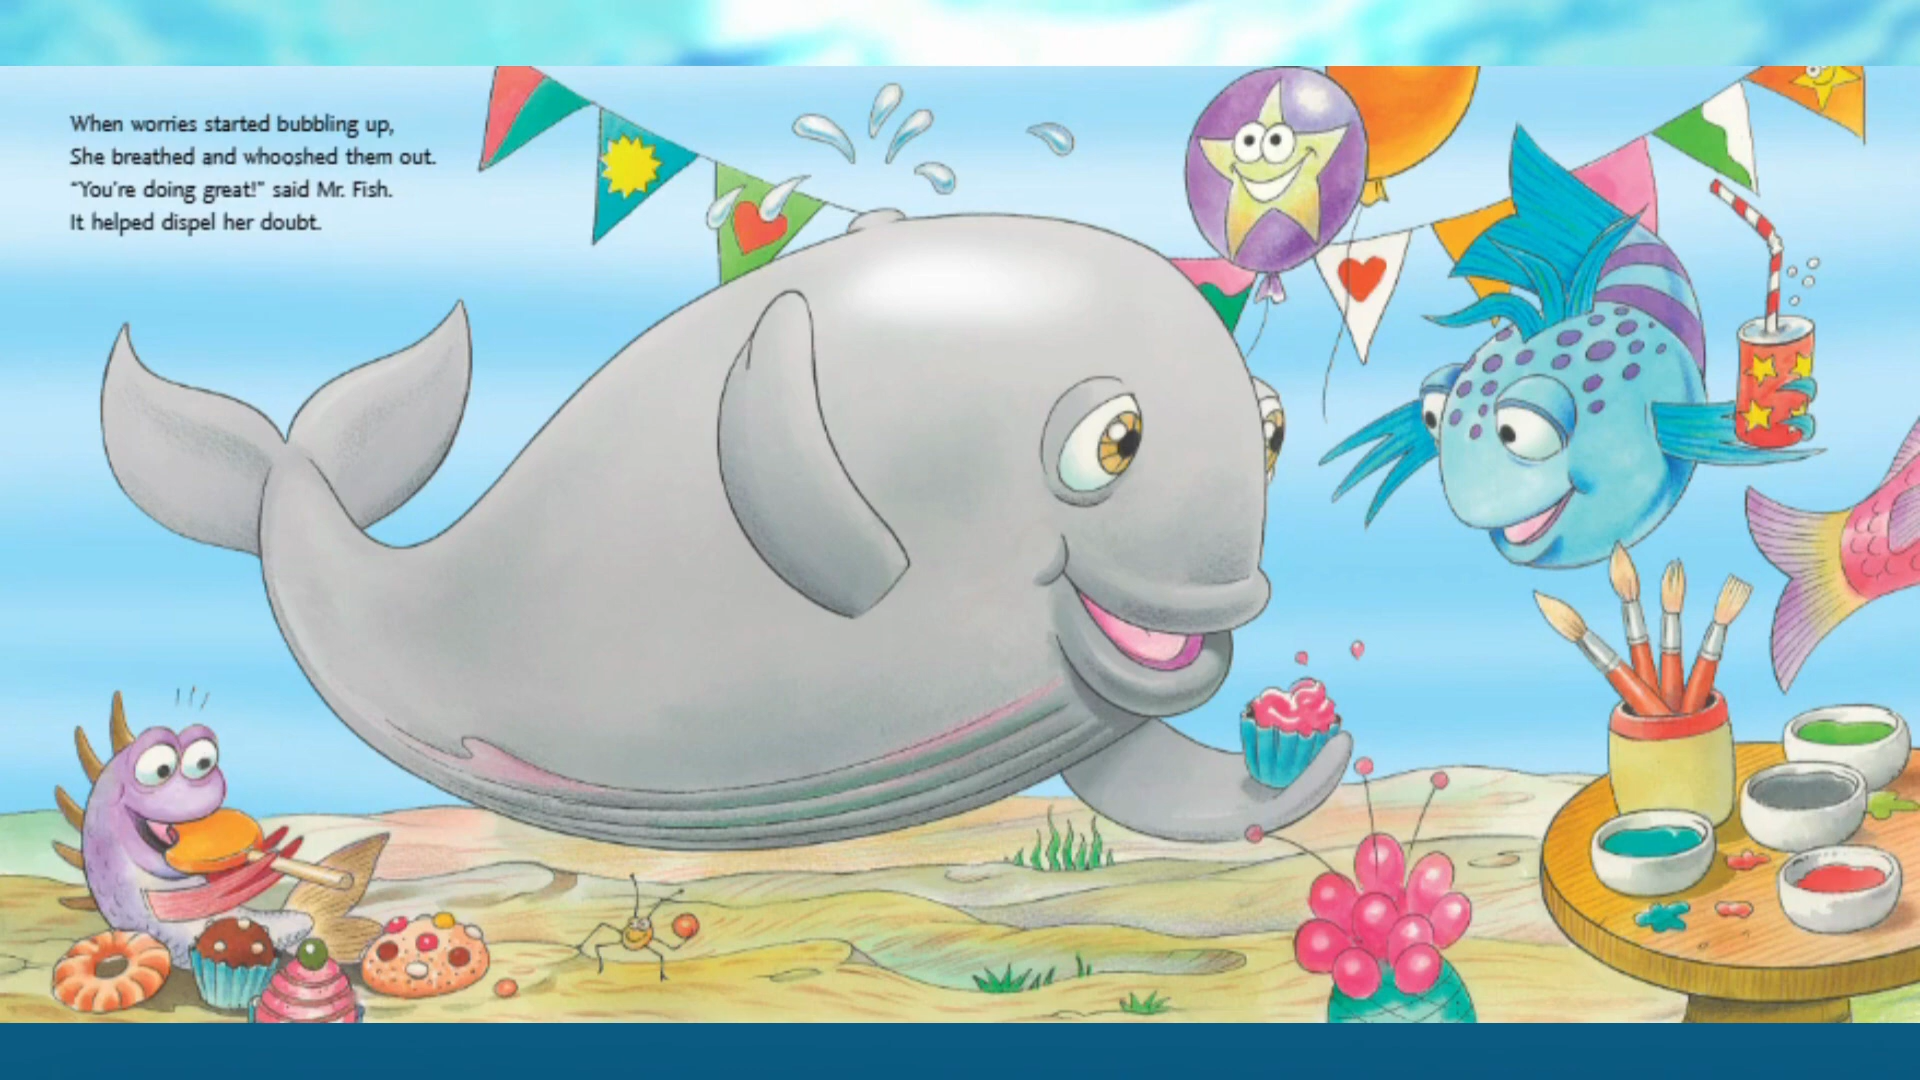 When worries started bubbling up,
She breathed and whooshed them out.
"You're doing great!" said Mr. Fish.
It helped dispel her doubt.